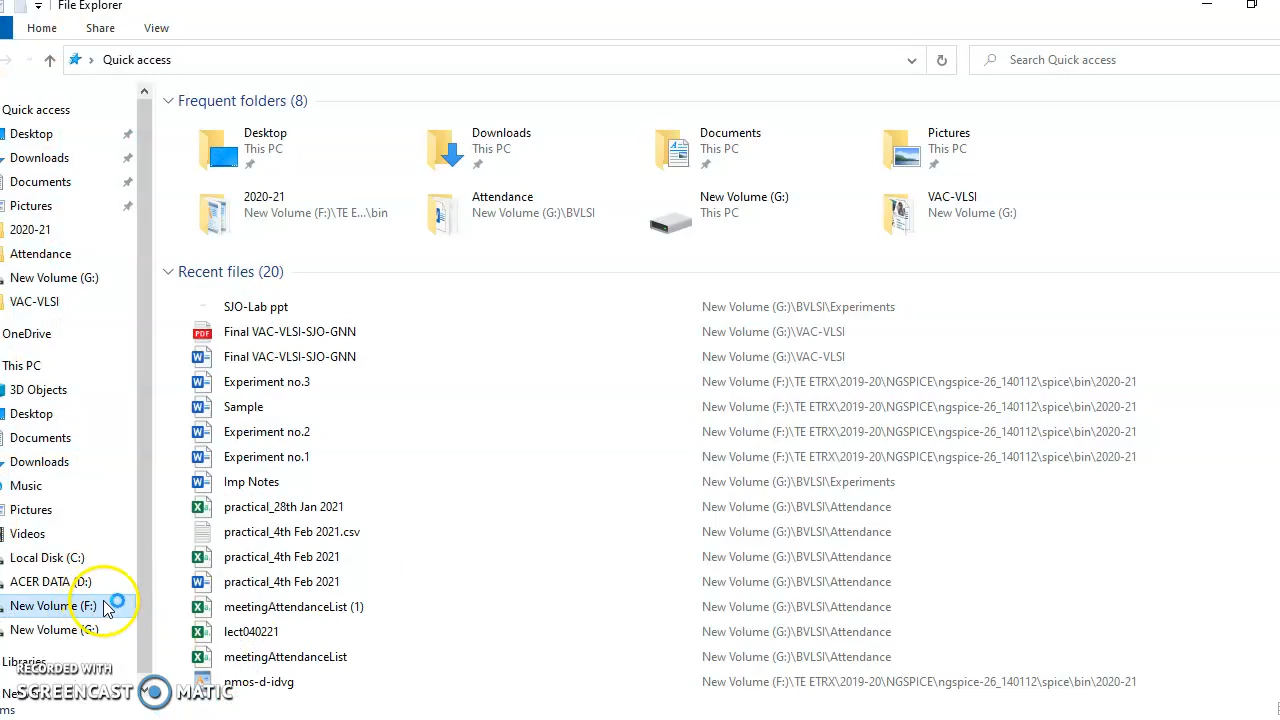 File Explorer
Home Share View
Quick access
Search Quick access
Quick access
Desktop
Downloads
Documents
Pictures
2020-21
Attendance
New Volume (G:)
VAC-VLSI
OneDrive
This PC
3D Objects
Desktop
Documents
Downloads
Music
Pictures
Videos
Local Disk (C:)
ACER DATA (D:)
New Volume (F:)
New Volume (G:)
Libraries
Frequent folders (8)
Desktop
This PC
Downloads
This PC
Documents
This PC
Pictures
This PC
2020-21
New Volume (F:)\TE E...\bin
Attendance
New Volume (G:)\BVLSI
New Volume (G:)
This PC
VAC-VLSI
New Volume (G:)
Recent files (20)
SJO-Lab ppt New Volume (G:)\BVLSI\Experiments
PDF Final VAC-VLSI-SJO-GNN New Volume (G:)\VAC-VLSI
Final VAC-VLSI-SJO-GNN New Volume (G:)\VAC-VLSI
Experiment no.3 New Volume (F:)\TE ETRX\2019-20\NGSPICE\ngspice-26_140112\spice\bin\2020-21
Sample New Volume (F:)\TE ETRX\2019-20\NGSPICE\ngspice-26_140112\spice\bin\2020-21
Experiment no.2 New Volume (F:)\TE ETRX\2019-20\NGSPICE\ngspice-26_140112\spice\bin\2020-21
Experiment no.1 New Volume (F:)\TE ETRX\2019-20\NGSPICE\ngspice-26_140112\spice\bin\2020-21
Imp Notes New Volume (G:)\BVLSI\Experiments
practical_28th Jan 2021 New Volume (G:)\BVLSI\Attendance
practical_4th Feb 2021.csv New Volume (G:)\BVLSI\Attendance
practical_4th Feb 2021 New Volume (G:)\BVLSI\Attendance
practical_4th Feb 2021 New Volume (G:)\BVLSI\Attendance
meetingAttendanceList (1) New Volume (G:)\BVLSI\Attendance
lect040221 New Volume (G:)\BVLSI\Attendance
meetingAttendanceList New Volume (G:)\BVLSI\Attendance
pmos-d-idvg New Volume (F:)\TE ETRX\2019-20\NGSPICE\ngspice-26_140112\spice\bin\2020-21
RECORDED WITH
SCREENCAST MATIC